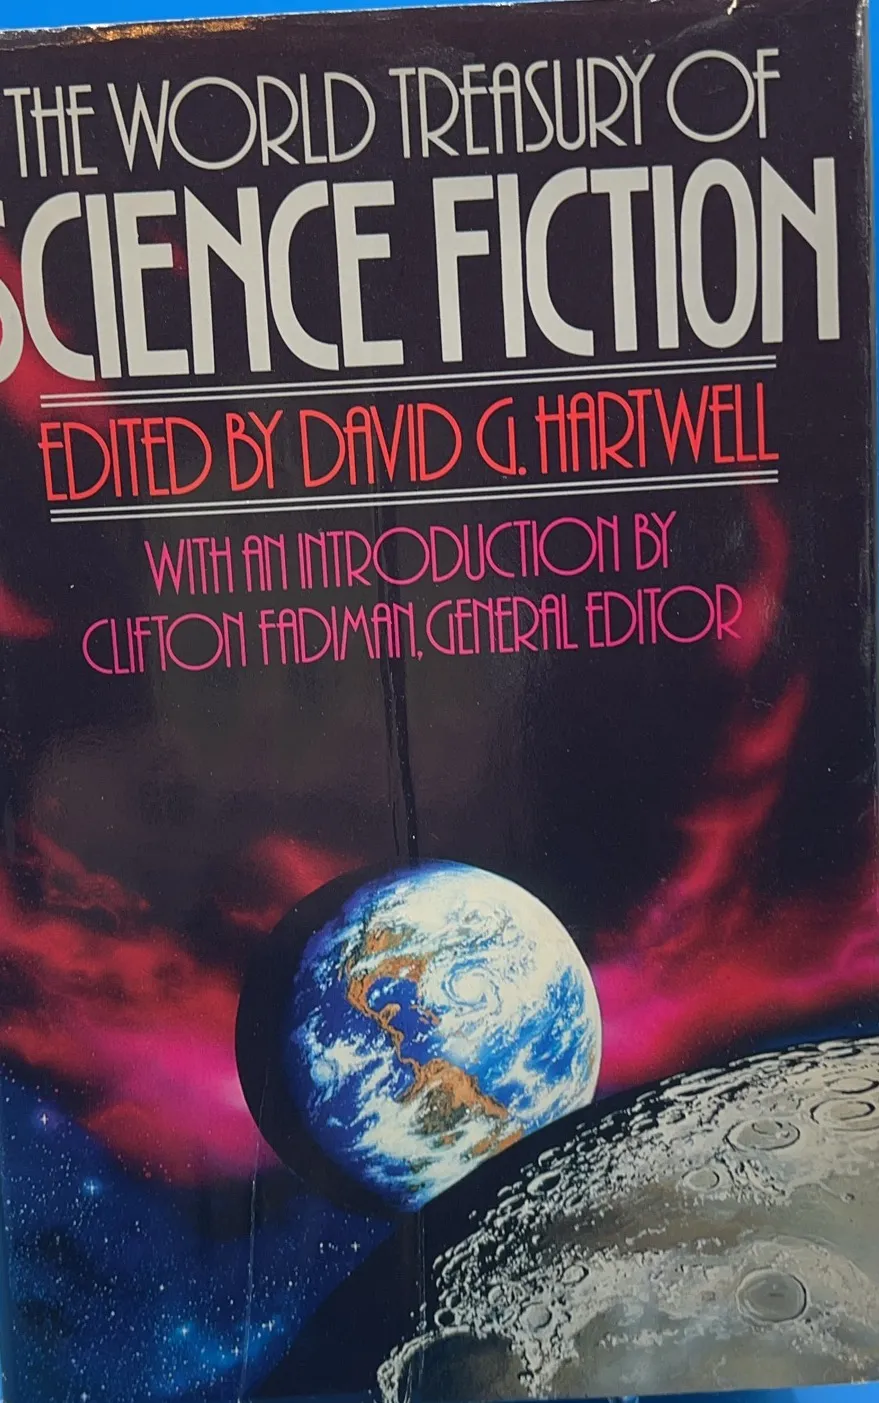 THE WORLD TREASURY OF
SCIENCE FICTION
EDITED BY DAVID G. HARTWELL
WITH AN INTRODUCTION BY
CLIFTON FADIMAN, GENERAL EDITOR